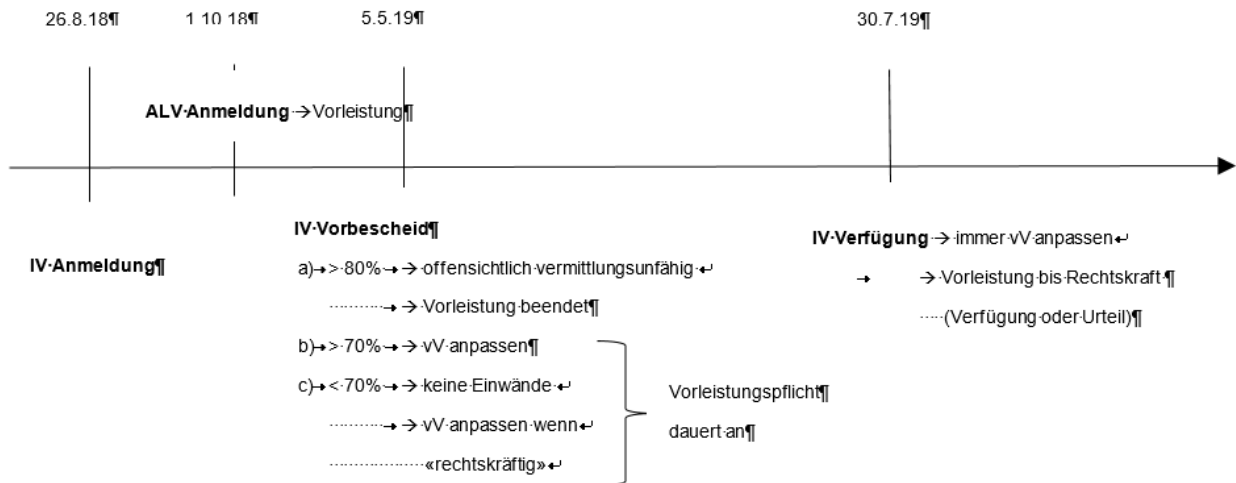 26.8.18¶ 1.10.18¶ 5.5.19¶ 30.7.19¶
ALV·Anmeldung·→Vorleistung¶
IV·Anmeldung¶
IV·Vorbescheid¶
a)→>·80%·→→·offensichtlich·vermittlungsunfähig·↵
··········→→·Vorleistung·beendet¶
b)→>·70%·→→·vV·anpassen¶
c)→<·70%·→→·keine·Einwände·↵
··········→→·vV·anpassen·wenn↵
··················«rechtskräftig»↵
Vorleistungspflicht¶
dauert·an¶
IV·Verfügung·→·immer·vV·anpassen↵
→ →·Vorleistung·bis·Rechtskraft·¶
·····(Verfügung·oder·Urteil)¶